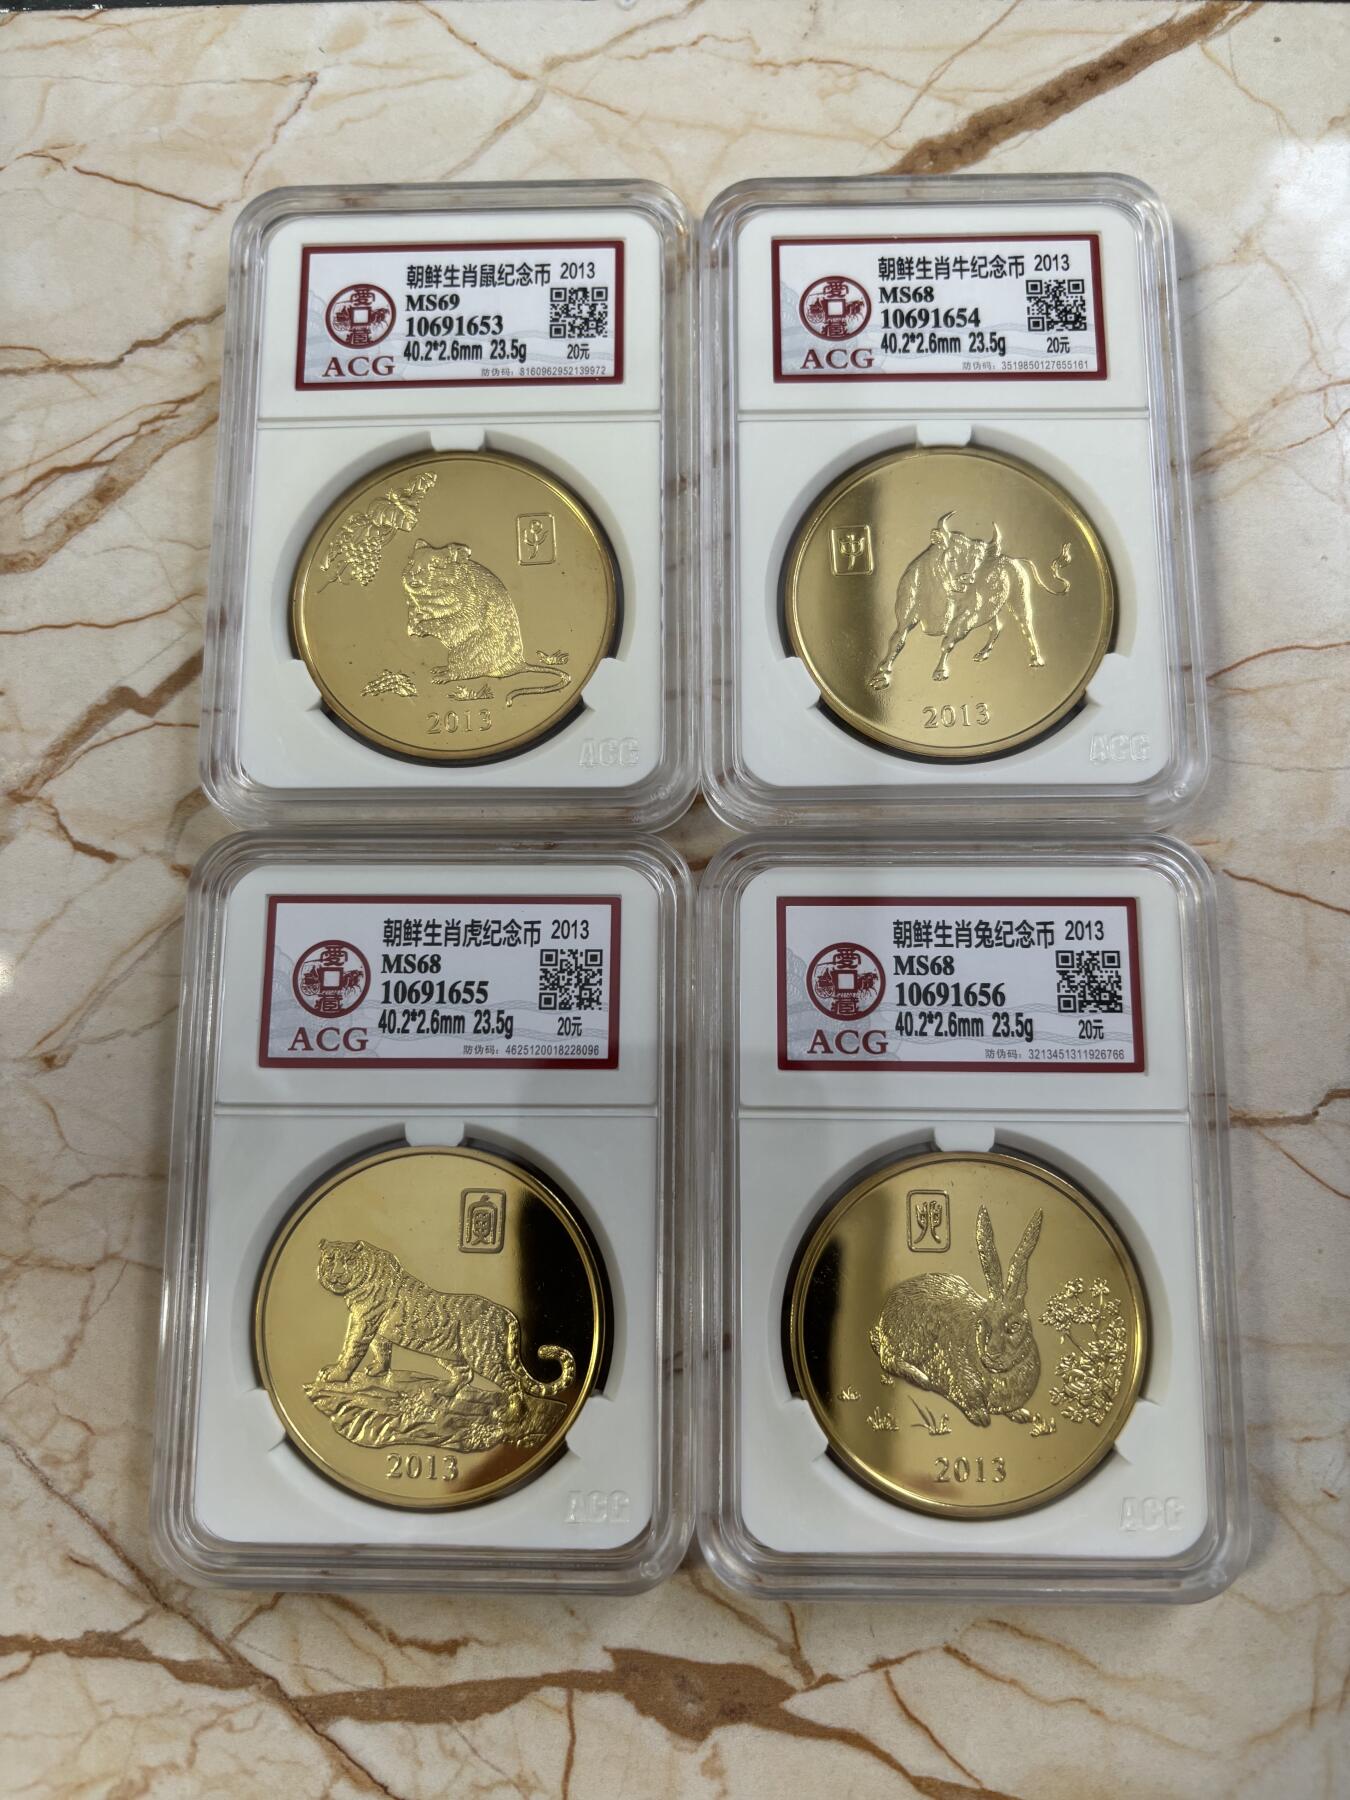 朝鲜生肖鼠纪念币 2013
MS69
10691653
40.2*2.6mm 23.5g
20元
ACG
防伪码：8160962952139972
2013
ACG
朝鲜生肖牛纪念币 2013
MS68
10691654
40.2*2.6mm 23.5g
20元
ACG
防伪码：3519850127655161
2013
ACG
朝鲜生肖虎纪念币 2013
MS68
10691655
40.2*2.6mm 23.5g
20元
ACG
防伪码：4625120018228096
寅
2013
ACG
朝鲜生肖兔纪念币 2013
MS68
10691656
40.2*2.6mm 23.5g
20元
ACG
防伪码：3213451311926766
2013
ACG